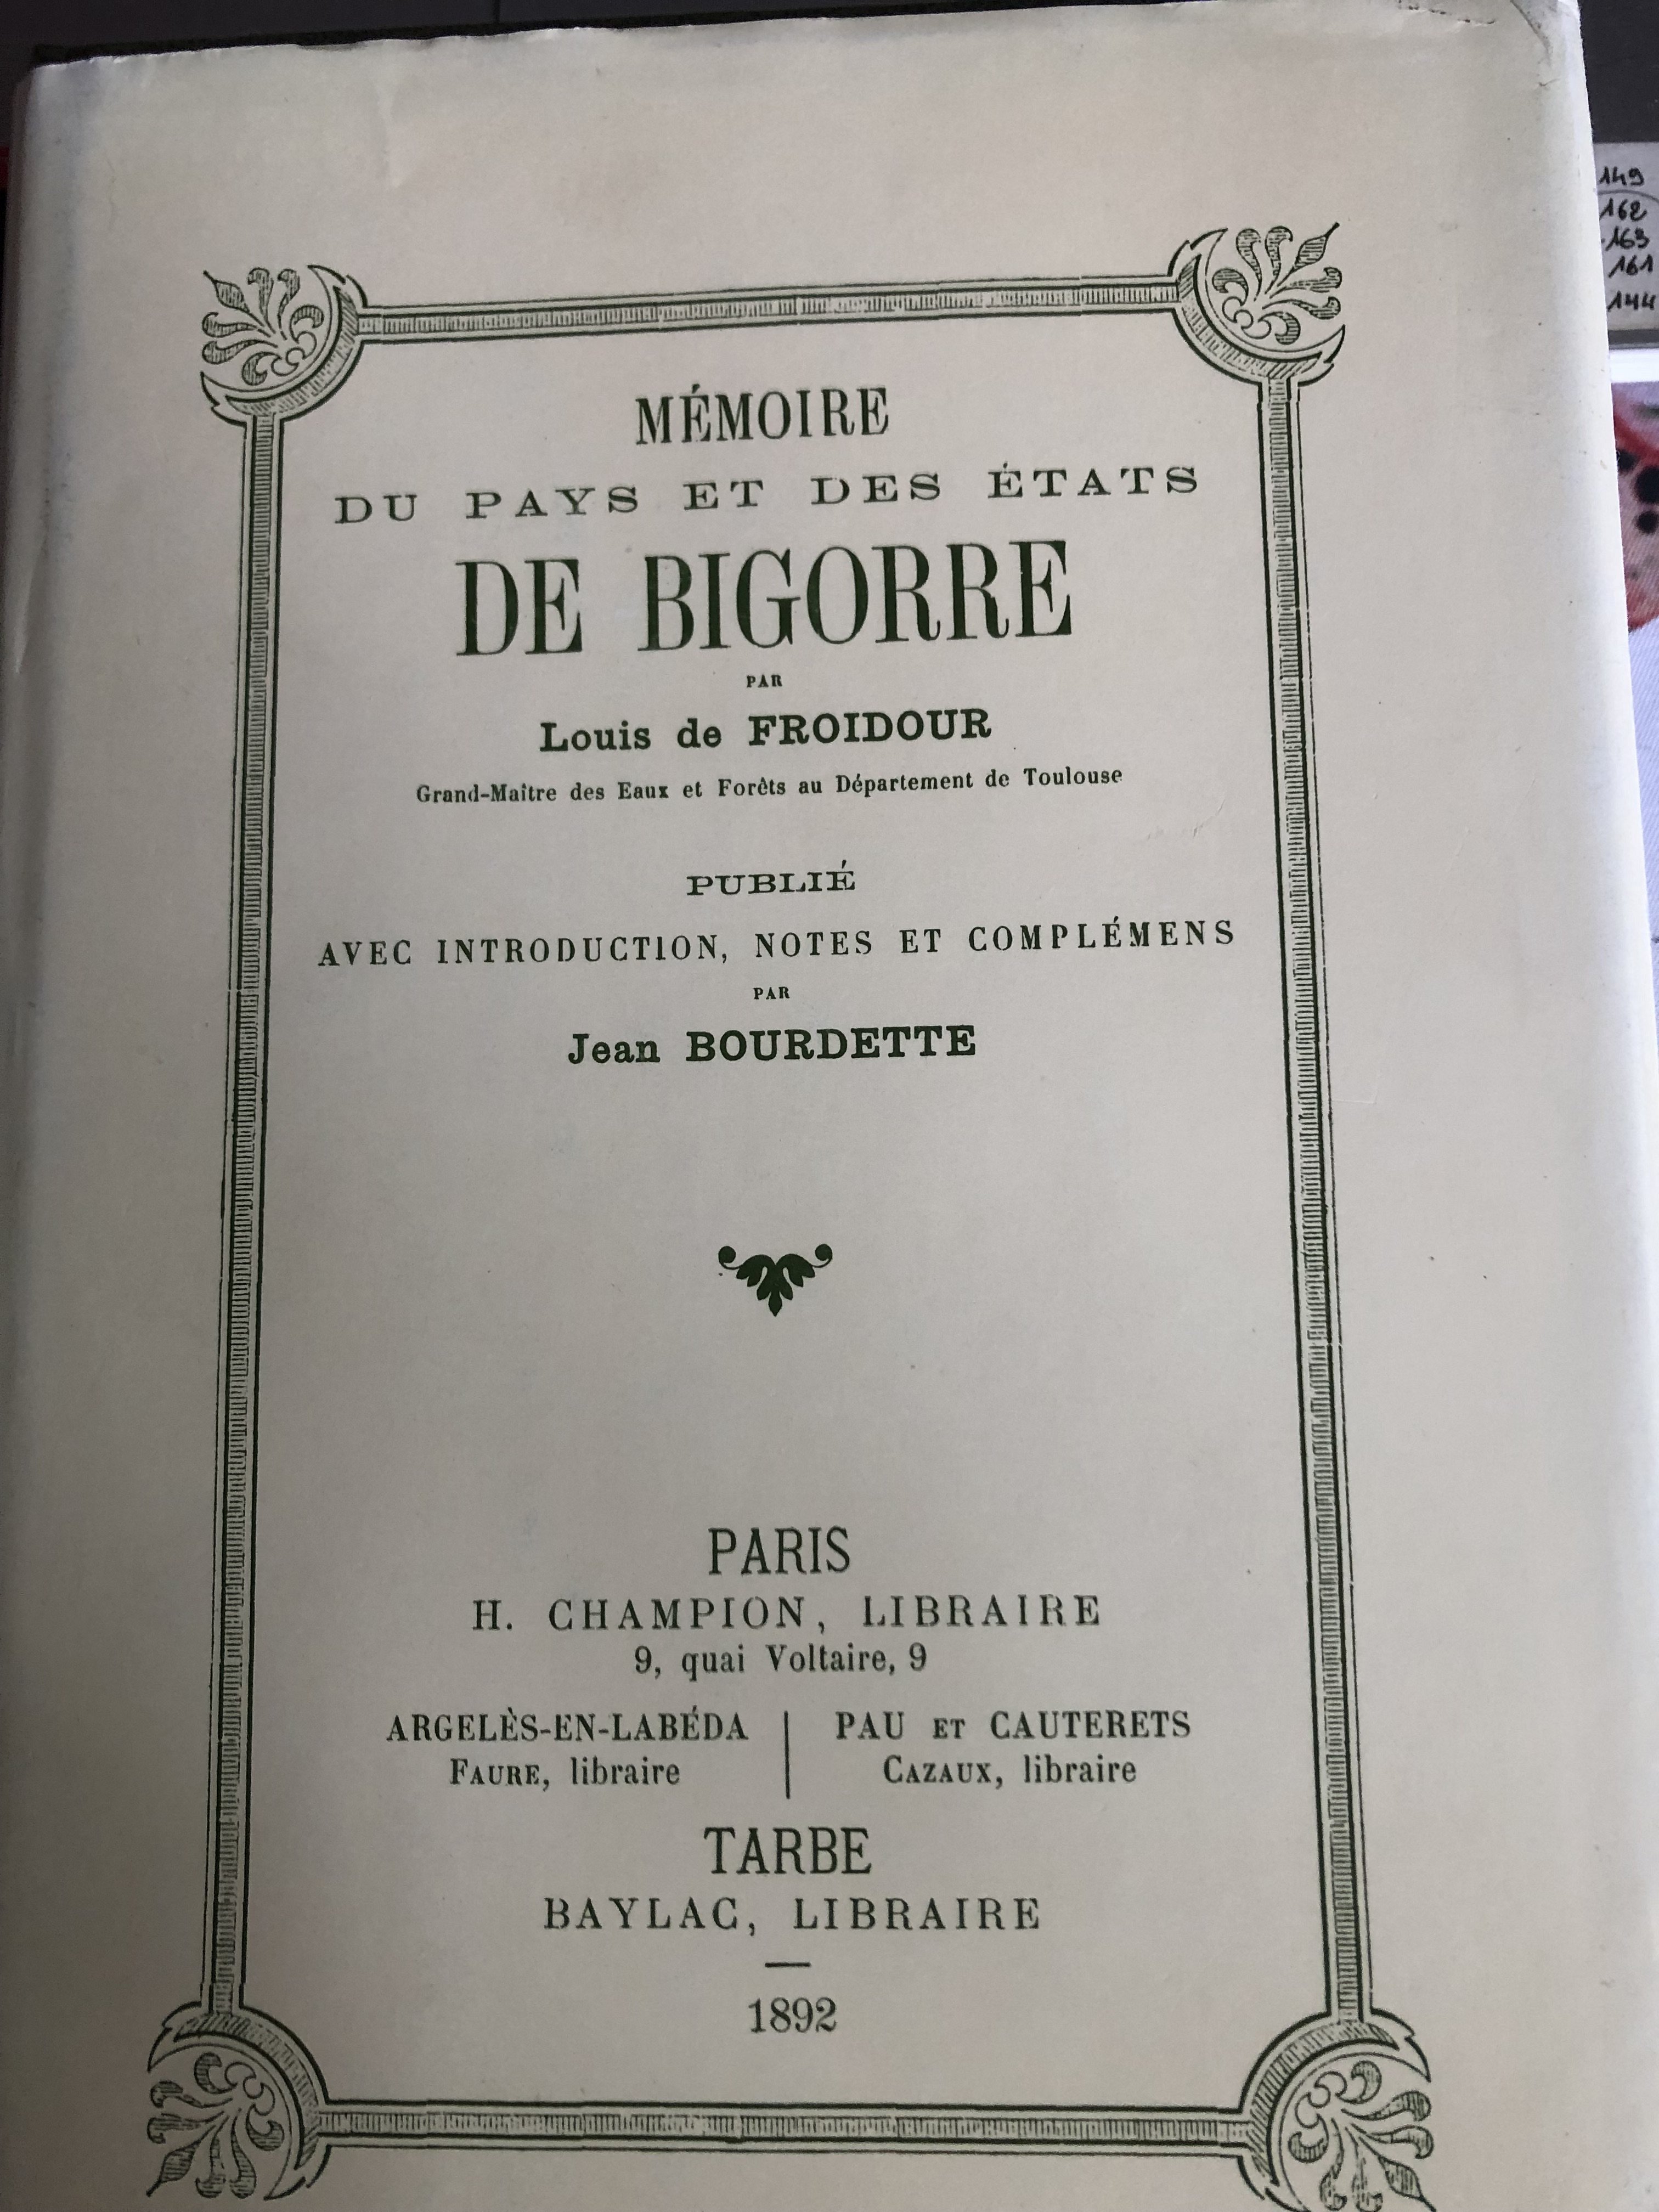 MÉMOIRE
DU PAYS ET DES ÉTATS
DE BIGORRE
PAR
Louis de FROIDOUR
Grand-Maître des Eaux et Forêts au Département de Toulouse
PUBLIÉ
AVEC INTRODUCTION, NOTES ET COMPLÉMENS
PAR
Jean BOURDETTE
PARIS
H. CHAMPION, LIBRAIRE
9, quai Voltaire, 9
ARGELÈS-EN-LABÉDA
FAURE, libraire
PAU ET CAUTERETS
CAZAUX, libraire
TARBE
BAYLAC, LIBRAIRE
1892
149
162
163
161
144